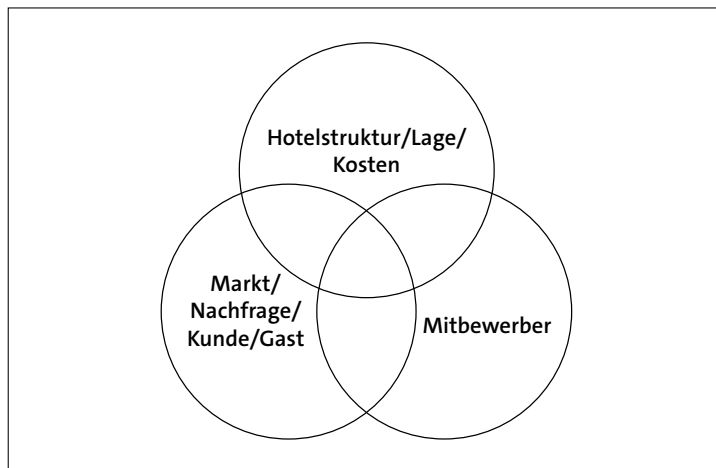 Hotelstruktur/Lage/
Kosten
Markt/
Nachfrage/
Kunde/Gast
Mitbewerber